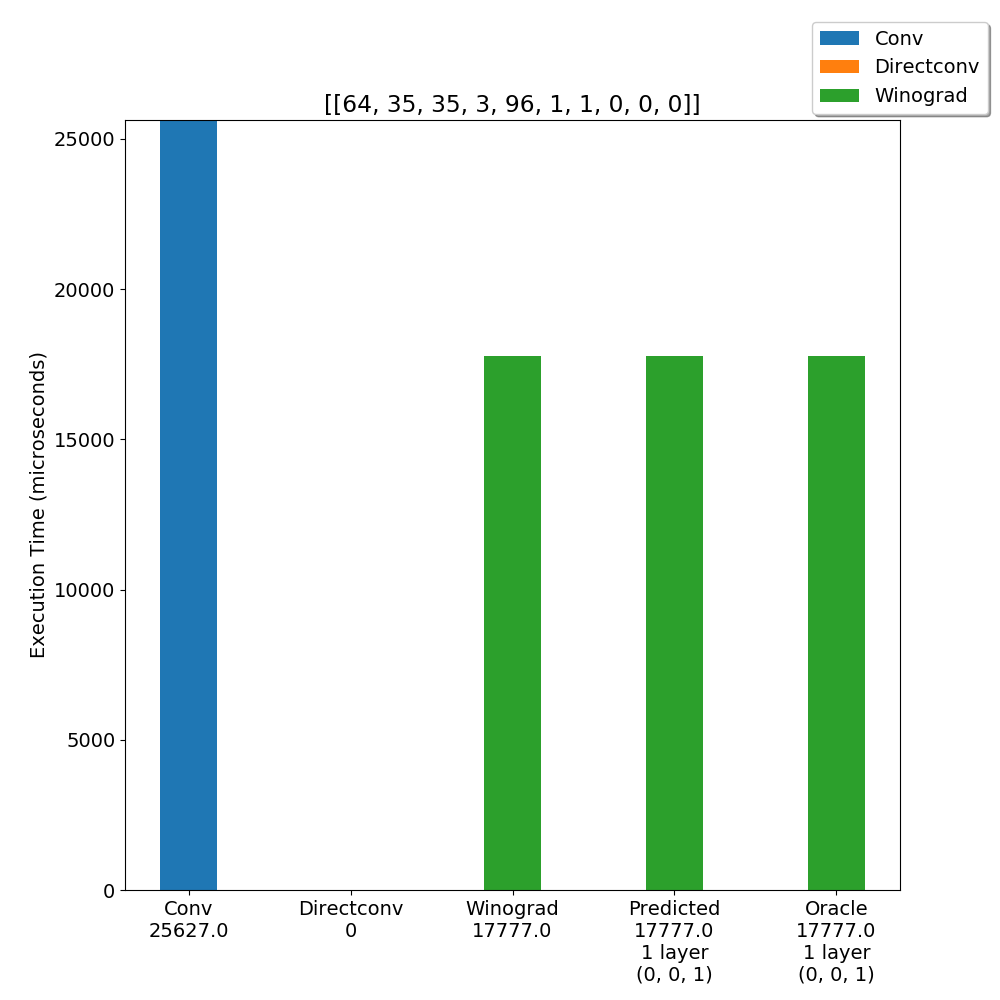 Conv
Directconv
Winograd
[[64, 35, 35, 3, 96, 1, 1, 0, 0, 0]]
Execution Time (microseconds)
25000
20000
15000
10000
5000
0
Conv
25627.0
Directconv
0
Winograd
17777.0
Predicted
17777.0
1 layer
(0, 0, 1)
Oracle
17777.0
1 layer
(0, 0, 1)